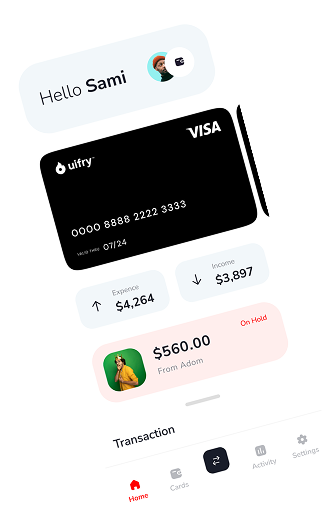 Hello Sami
ulfry
VISA
0000 8888 2222 3333
VALID THRU 07/24
Expence
$4,264
Income
$3,897
On Hold
$560.00
From Adom
Transaction
Home
Cards
Activity
Settings